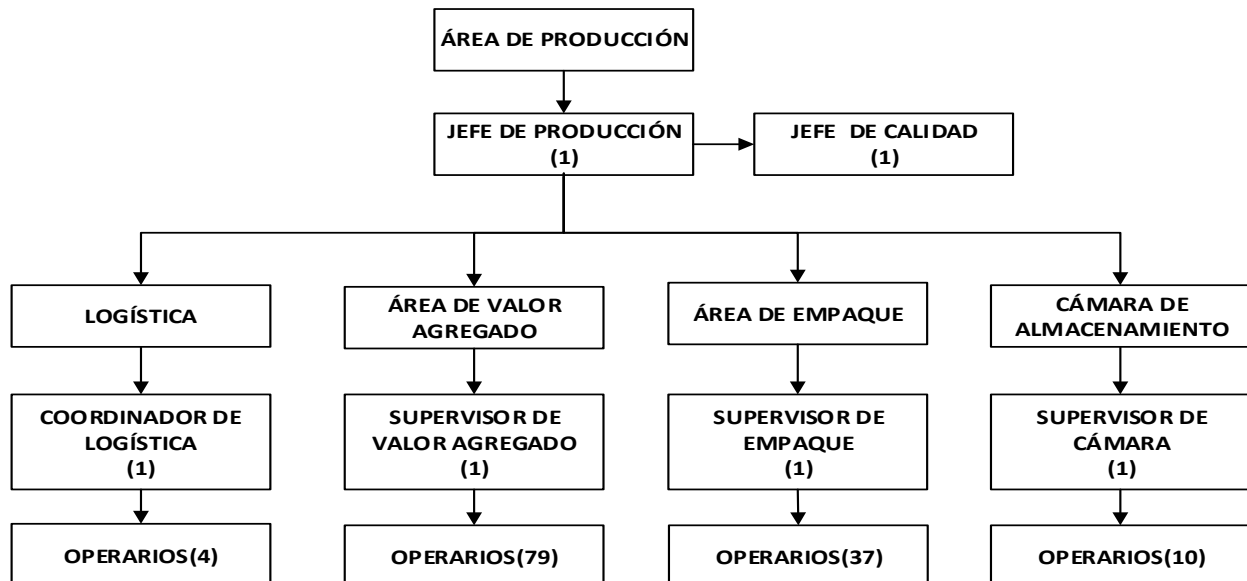 ÁREA DE PRODUCCIÓN
JEFE DE PRODUCCIÓN
(1)
JEFE DE CALIDAD
(1)
LOGÍSTICA
ÁREA DE VALOR
AGREGADO
ÁREA DE EMPAQUE
CÁMARA DE
ALMACENAMIENTO
COORDINADOR DE
LOGÍSTICA
(1)
SUPERVISOR DE
VALOR AGREGADO
(1)
SUPERVISOR DE
EMPAQUE
(1)
SUPERVISOR DE
CÁMARA
(1)
OPERARIOS(4)
OPERARIOS(79)
OPERARIOS(37)
OPERARIOS(10)